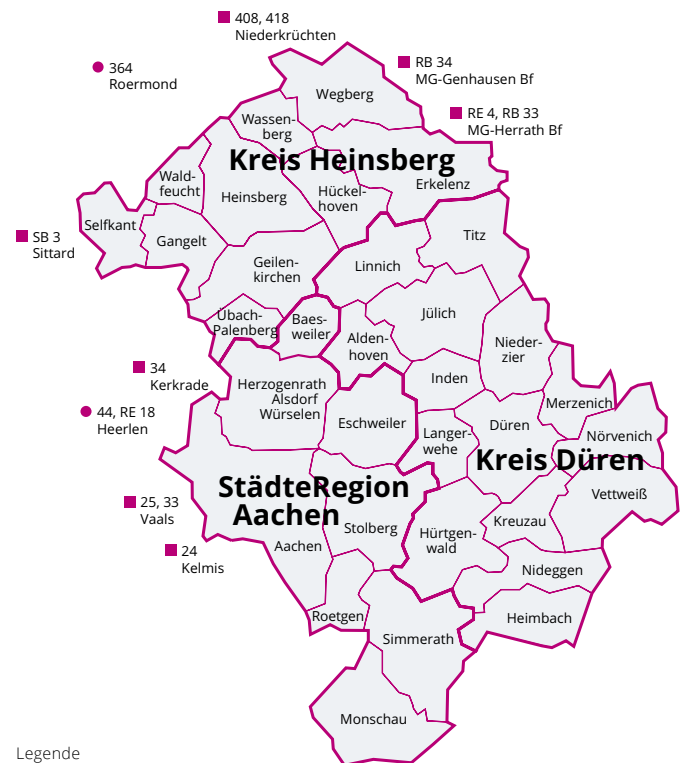 408, 418
Niederkrüchten
364
Roermond
RB 34
MG-Genhausen Bf
RE 4, RB 33
MG-Herrath Bf
Wegberg
Wassen-
berg
Kreis Heinsberg
Wald-
feucht
Heinsberg
Hückel-
hoven
Erkelenz
Selfkant
Gangelt
SB 3
Sittard
Titz
Geilen-
kirchen
Linnich
Übach-
Palenberg
Baes-
weiler
Jülich
Alden-
hoven
Nieder-
zier
34
Kerkrade
Herzogenrath
Alsdorf
Würselen
Inden
Merzenich
44, RE 18
Heerlen
Eschweiler
Langer-
wehe
Düren
Nörvenich
Kreis Düren
StädteRegion
Aachen
Vettweiß
25, 33
Vaals
Stolberg
Hürtgen-
wald
Kreuzau
24
Kelmis
Aachen
Nideggen
Roetgen
Heimbach
Simmerath
Monschau
Legende